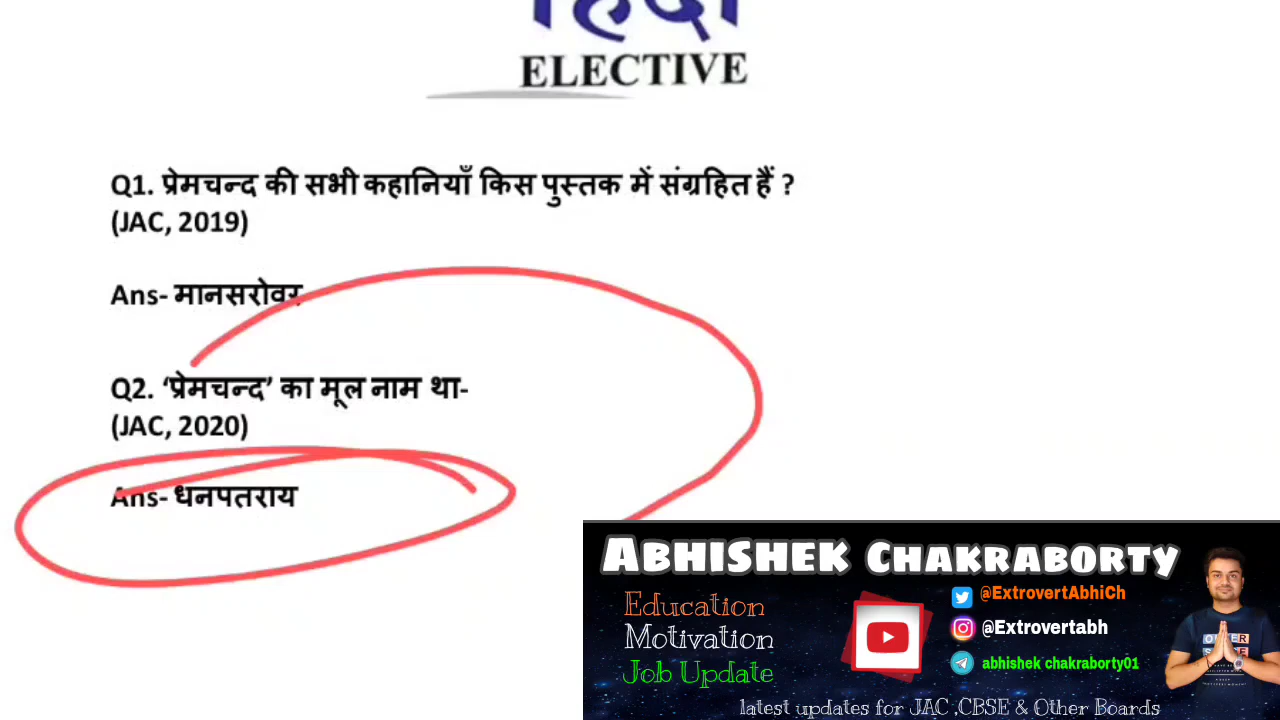 हिंदी
ELECTIVE
Q1. प्रेमचन्द की सभी कहानियाँ किस पुस्तक में संग्रहित हैं ?
(JAC, 2019)
Ans- मानसरोवर
Q2. ‘प्रेमचन्द’ का मूल नाम था-
(JAC, 2020)
Ans- धनपतराय
ABHISHEK CHAKRABORTY
Education
Motivation
Job Update
@ExtrovertAbhiCh
@Extrovertabh
abhishek chakraborty01
latest updates for JAC ,CBSE & Other Boards